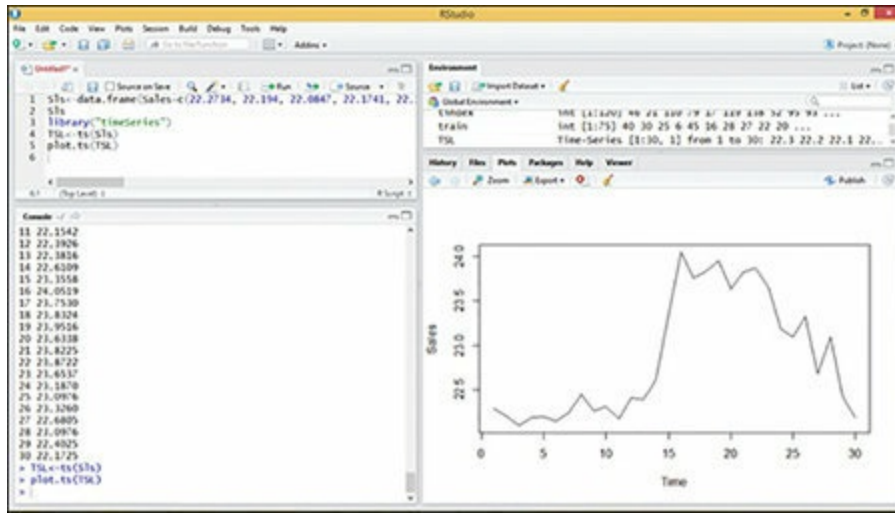 RStudio
File Edit Code View Plots Session Build Debug Tools Help
Go to file/function Addins
Project: (None)
Untitled1*
Source on Save Run Source
1 Sls<-data.frame(Sales=c(22.2734, 22.194, 22.0847, 22.1741, 22.
2 Sls
3 library("timeSeries")
4 TSL<-ts(Sls)
5 plot.ts(TSL)
6
6:1 (Top Level) R Script
Console ~/
11 22.1542
12 22.3926
13 22.3816
14 22.6109
15 23.3558
16 24.0519
17 23.7530
18 23.8324
19 23.9516
20 23.6338
21 23.8225
22 23.8722
23 23.6537
24 23.1870
25 23.0976
26 23.3260
27 22.6805
28 23.0976
29 22.4025
30 22.1725
> TSL<-ts(Sls)
> plot.ts(TSL)
>
Environment
Import Dataset List
Global Environment
train int [1:75] 40 30 25 6 45 16 28 27 22 20 ...
TSL Time-Series [1:30, 1] from 1 to 30: 22.3 22.2 22.1 22..
History Files Plots Packages Help Viewer
Zoom Export Publish
24.0
23.5
23.0
22.5
Sales
0 5 10 15 20 25 30
Time